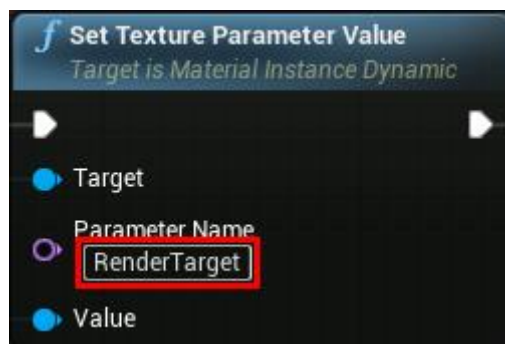 Set Texture Parameter Value
Target is Material Instance Dynamic
Target
Parameter Name
RenderTarget
Value